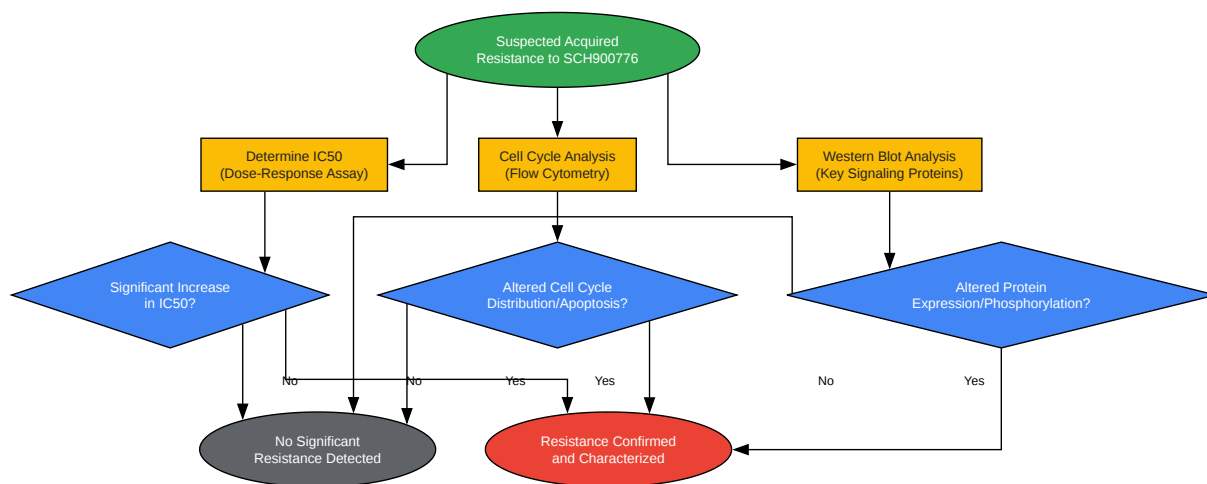 Suspected Acquired
Resistance to SCH900776
Determine IC50
(Dose-Response Assay)
Cell Cycle Analysis
(Flow Cytometry)
Western Blot Analysis
(Key Signaling Proteins)
Significant Increase
in IC50?
Altered Cell Cycle
Distribution/Apoptosis?
Altered Protein
Expression/Phosphorylation?
No
No
Yes
Yes
No
Yes
No Significant
Resistance Detected
Resistance Confirmed
and Characterized